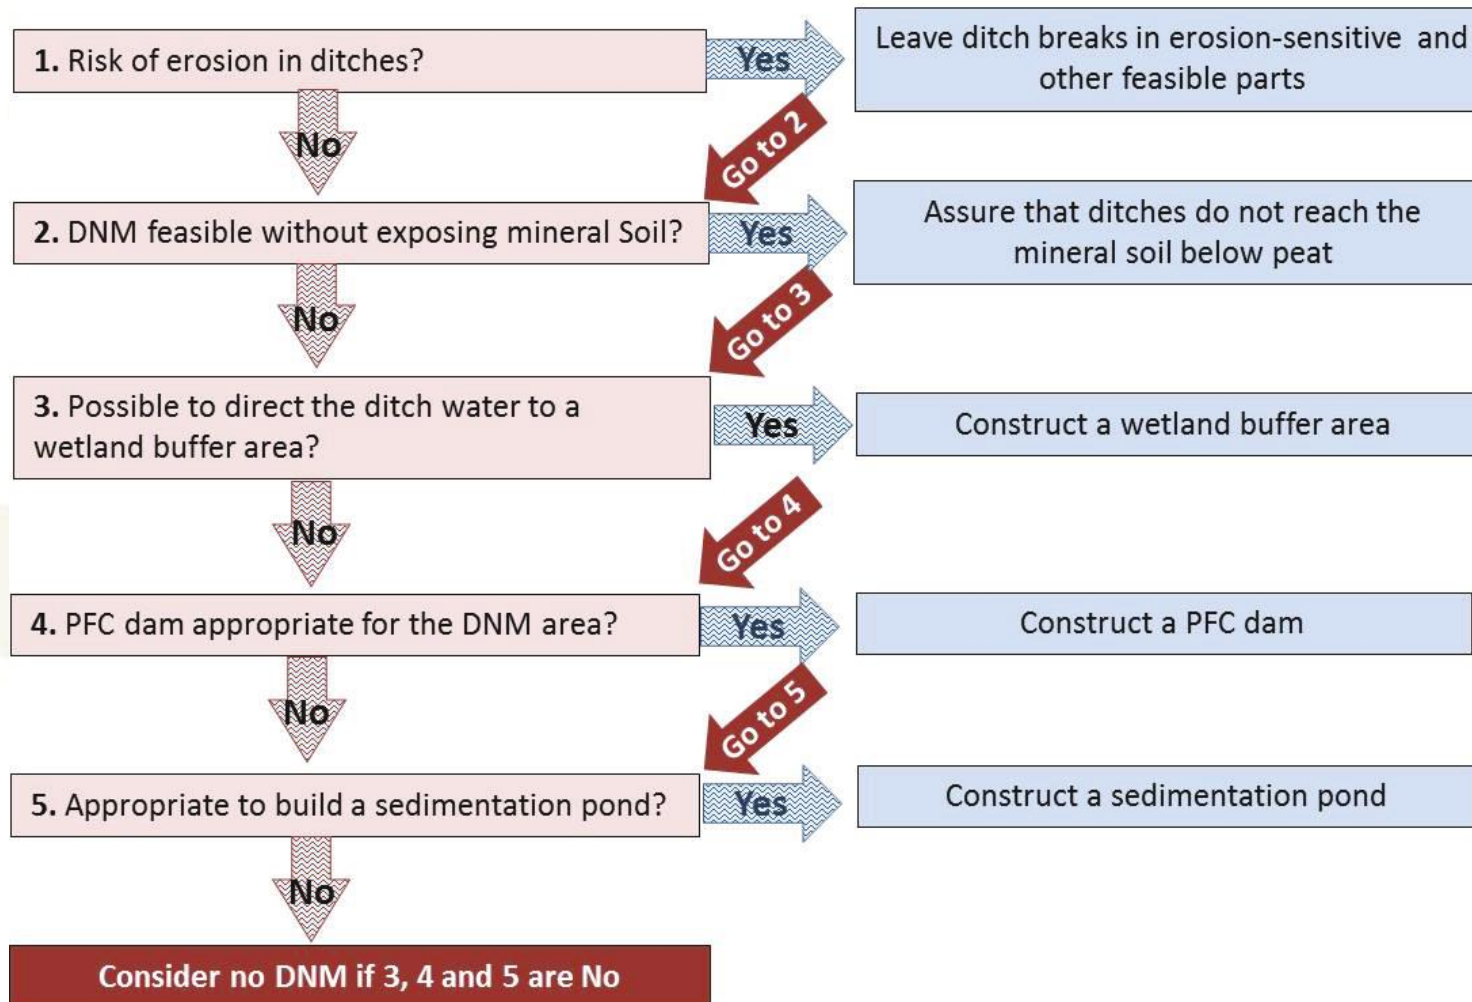 1. Risk of erosion in ditches?
Yes
Leave ditch breaks in erosion-sensitive and
other feasible parts
No
Go to 2
2. DNM feasible without exposing mineral Soil?
Yes
Assure that ditches do not reach the
mineral soil below peat
No
Go to 3
3. Possible to direct the ditch water to a
wetland buffer area?
Yes
Construct a wetland buffer area
No
Go to 4
4. PFC dam appropriate for the DNM area?
Yes
Construct a PFC dam
No
Go to 5
5. Appropriate to build a sedimentation pond?
Yes
Construct a sedimentation pond
No
Consider no DNM if 3, 4 and 5 are No